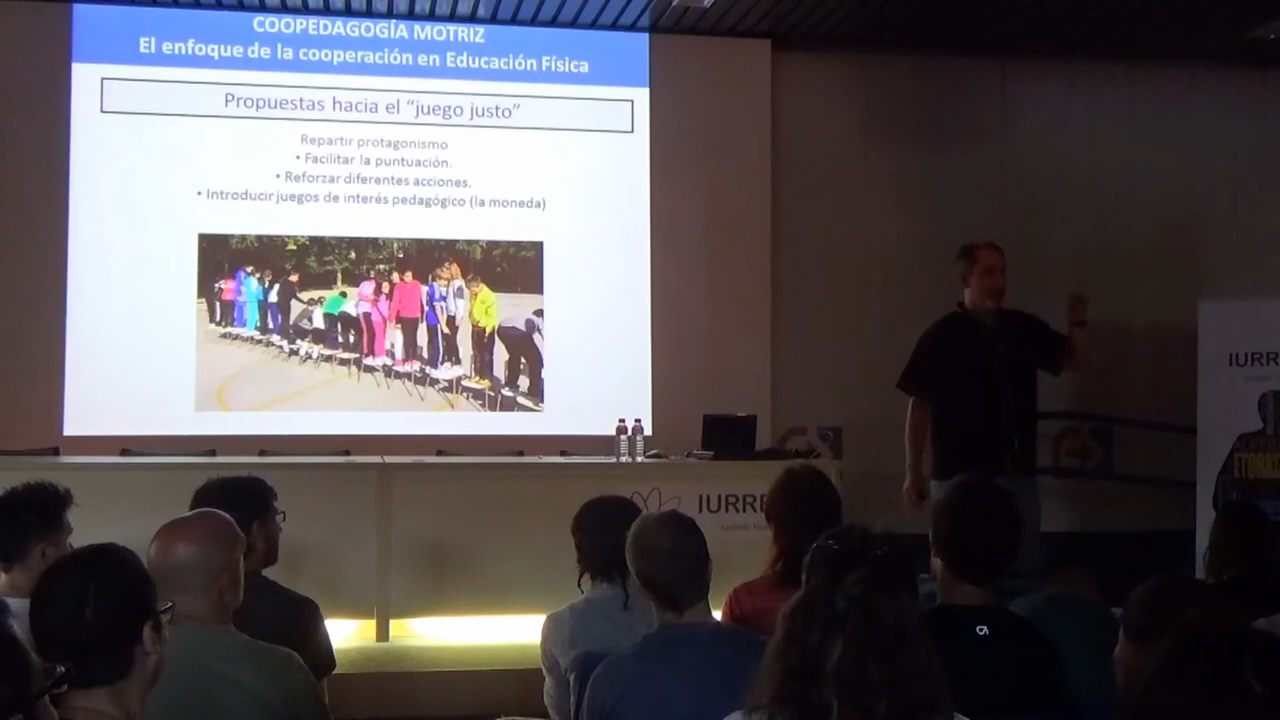 COOPEDAGOGÍA MOTRIZ
El enfoque de la cooperación en Educación Física
Propuestas hacia el “juego justo”
Repartir protagonismo
• Facilitar la puntuación.
• Reforzar diferentes acciones.
• Introducir juegos de interés pedagógico (la moneda)
IURRE
IURR